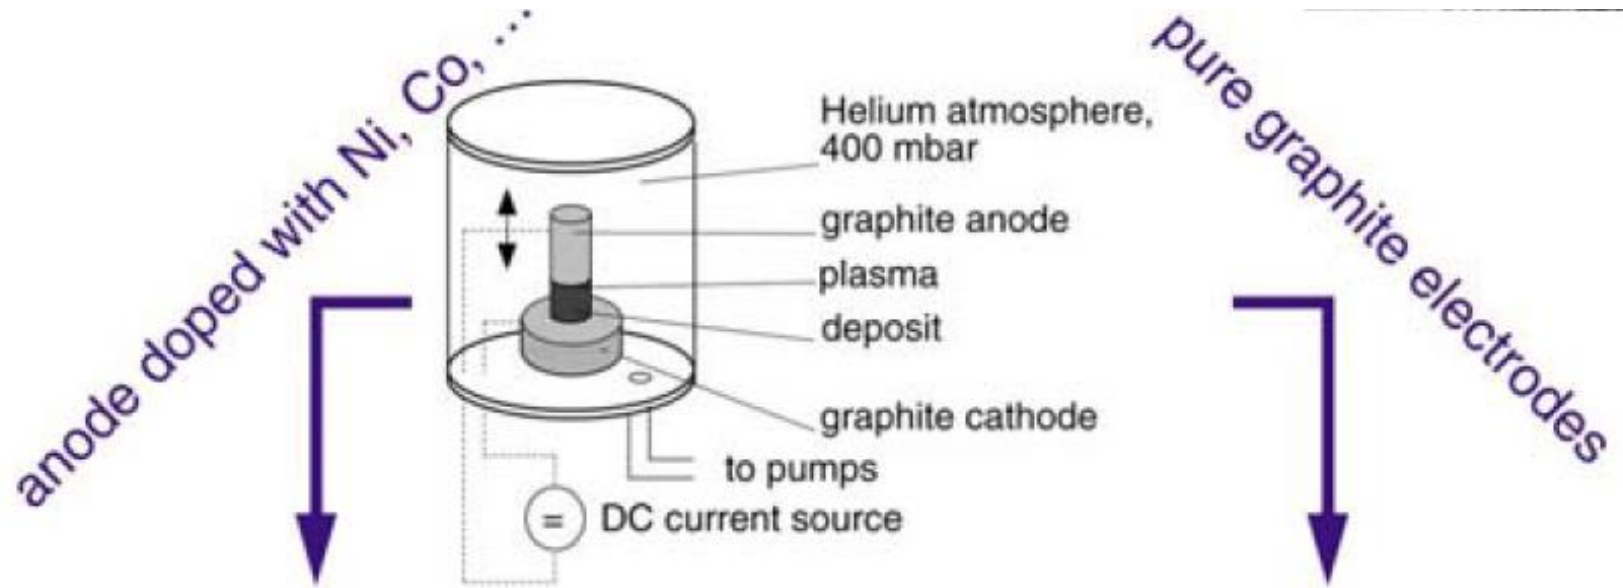 anode doped with Ni, Co, ...
pure graphite electrodes
Helium atmosphere,
400 mbar
graphite anode
plasma
deposit
graphite cathode
to pumps
= DC current source